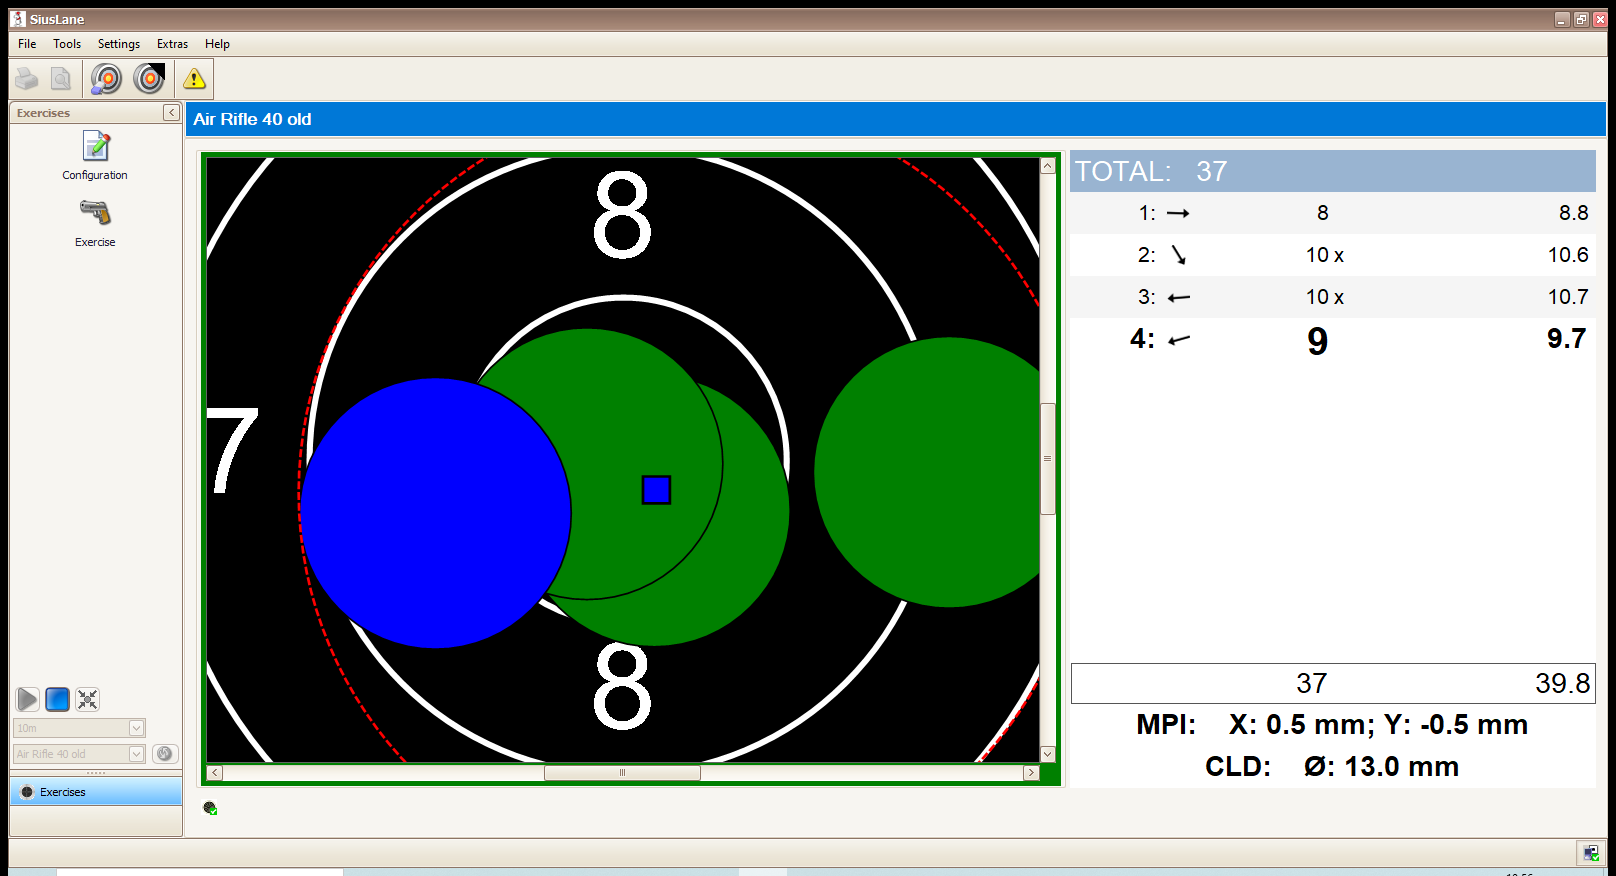 SiusLane
File Tools Settings Extras Help
Exercises
Configuration
Exercise
10m
Air Rifle 40 old
Exercises
Air Rifle 40 old
8
7
8
TOTAL: 37
1: 8 8.8
2: 10 x 10.6
3: 10 x 10.7
4: 9 9.7
37 39.8
MPI: X: 0.5 mm; Y: -0.5 mm
CLD: Ø: 13.0 mm